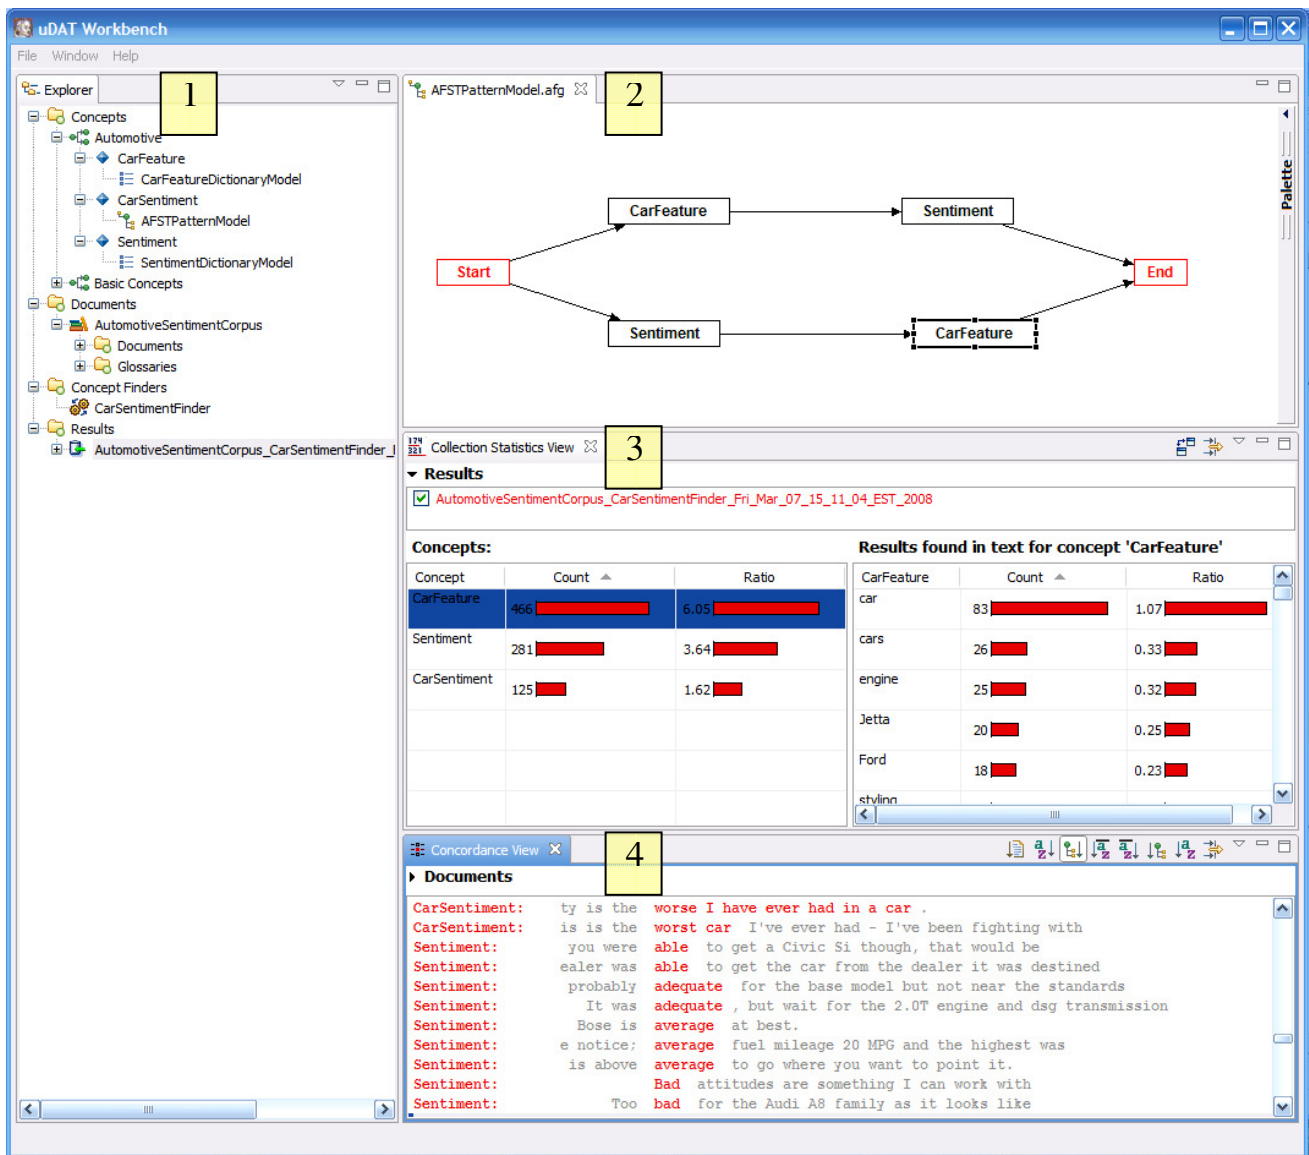 uDAT Workbench
File Window Help
Explorer
1
Concepts
Automotive
CarFeature
CarFeatureDictionaryModel
CarSentiment
AFSTPatternModel
Sentiment
SentimentDictionaryModel
Basic Concepts
Documents
AutomotiveSentimentCorpus
Documents
Glossaries
Concept Finders
CarSentimentFinder
Results
AutomotiveSentimentCorpus_CarSentimentFinder_
AFSTPatternModel.afg
2
Palette
CarFeature Sentiment
Start End
Sentiment CarFeature
174
321
Collection Statistics View
3
Results
AutomotiveSentimentCorpus_CarSentimentFinder_Fri_Mar_07_15_11_04_EST_2008
Concepts:
Concept Count Ratio
CarFeature 466 6.05
Sentiment 281 3.64
CarSentiment 125 1.62
Results found in text for concept 'CarFeature'
CarFeature Count Ratio
car 83 1.07
cars 26 0.33
engine 25 0.32
Jetta 20 0.25
Ford 18 0.23
styling
Concordance View
4
Documents
CarSentiment: ty is the worse I have ever had in a car .
CarSentiment: is is the worst car I've ever had - I've been fighting with
Sentiment: you were able to get a Civic Si though, that would be
Sentiment: ealer was able to get the car from the dealer it was destined
Sentiment: probably adequate for the base model but not near the standards
Sentiment: It was adequate , but wait for the 2.0T engine and dsg transmission
Sentiment: Bose is average at best.
Sentiment: e notice; average fuel mileage 20 MPG and the highest was
Sentiment: is above average to go where you want to point it.
Sentiment: Bad attitudes are something I can work with
Sentiment: Too bad for the Audi A8 family as it looks like